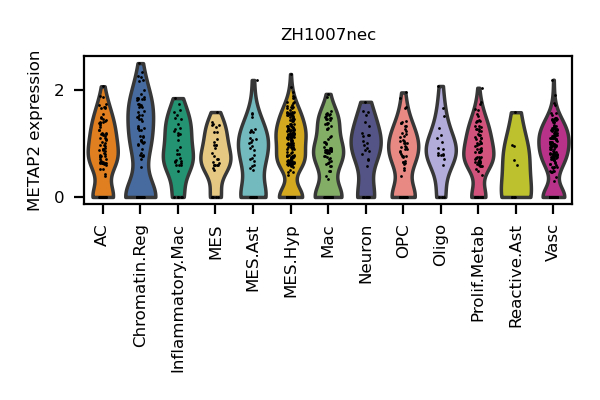 ZH1007nec
METAP2 expression
2
0
AC
Chromatin.Reg
Inflammatory.Mac
MES
MES.Ast
MES.Hyp
Mac
Neuron
OPC
Oligo
Prolif.Metab
Reactive.Ast
Vasc